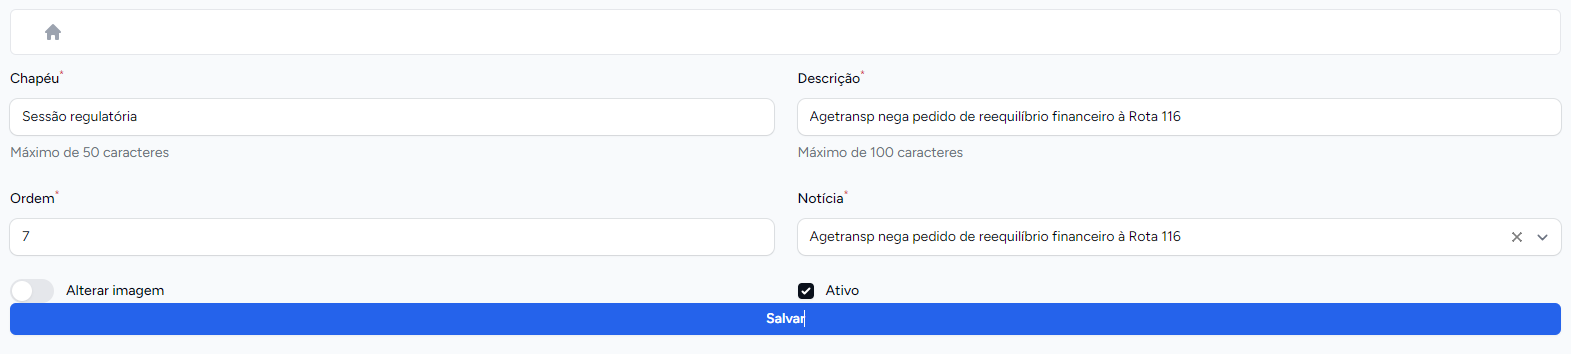 Chapéu*
Descrição*
Sessão regulatória
Agetransp nega pedido de reequilíbrio financeiro à Rota 116
Máximo de 50 caracteres
Máximo de 100 caracteres
Ordem*
Notícia*
7
Agetransp nega pedido de reequilíbrio financeiro à Rota 116
Alterar imagem
Ativo
Salvar